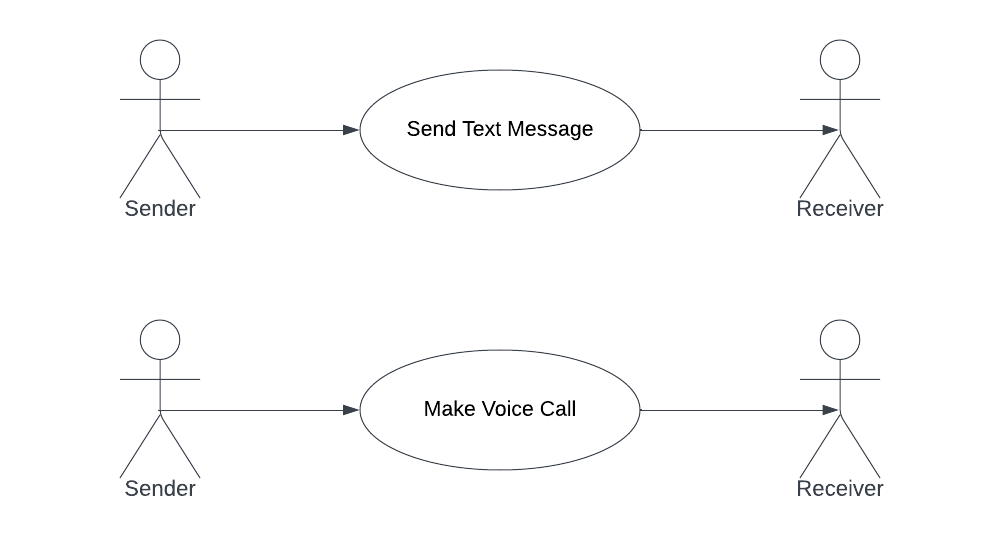 Send Text Message
Sender
Receiver
Make Voice Call
Sender
Receiver